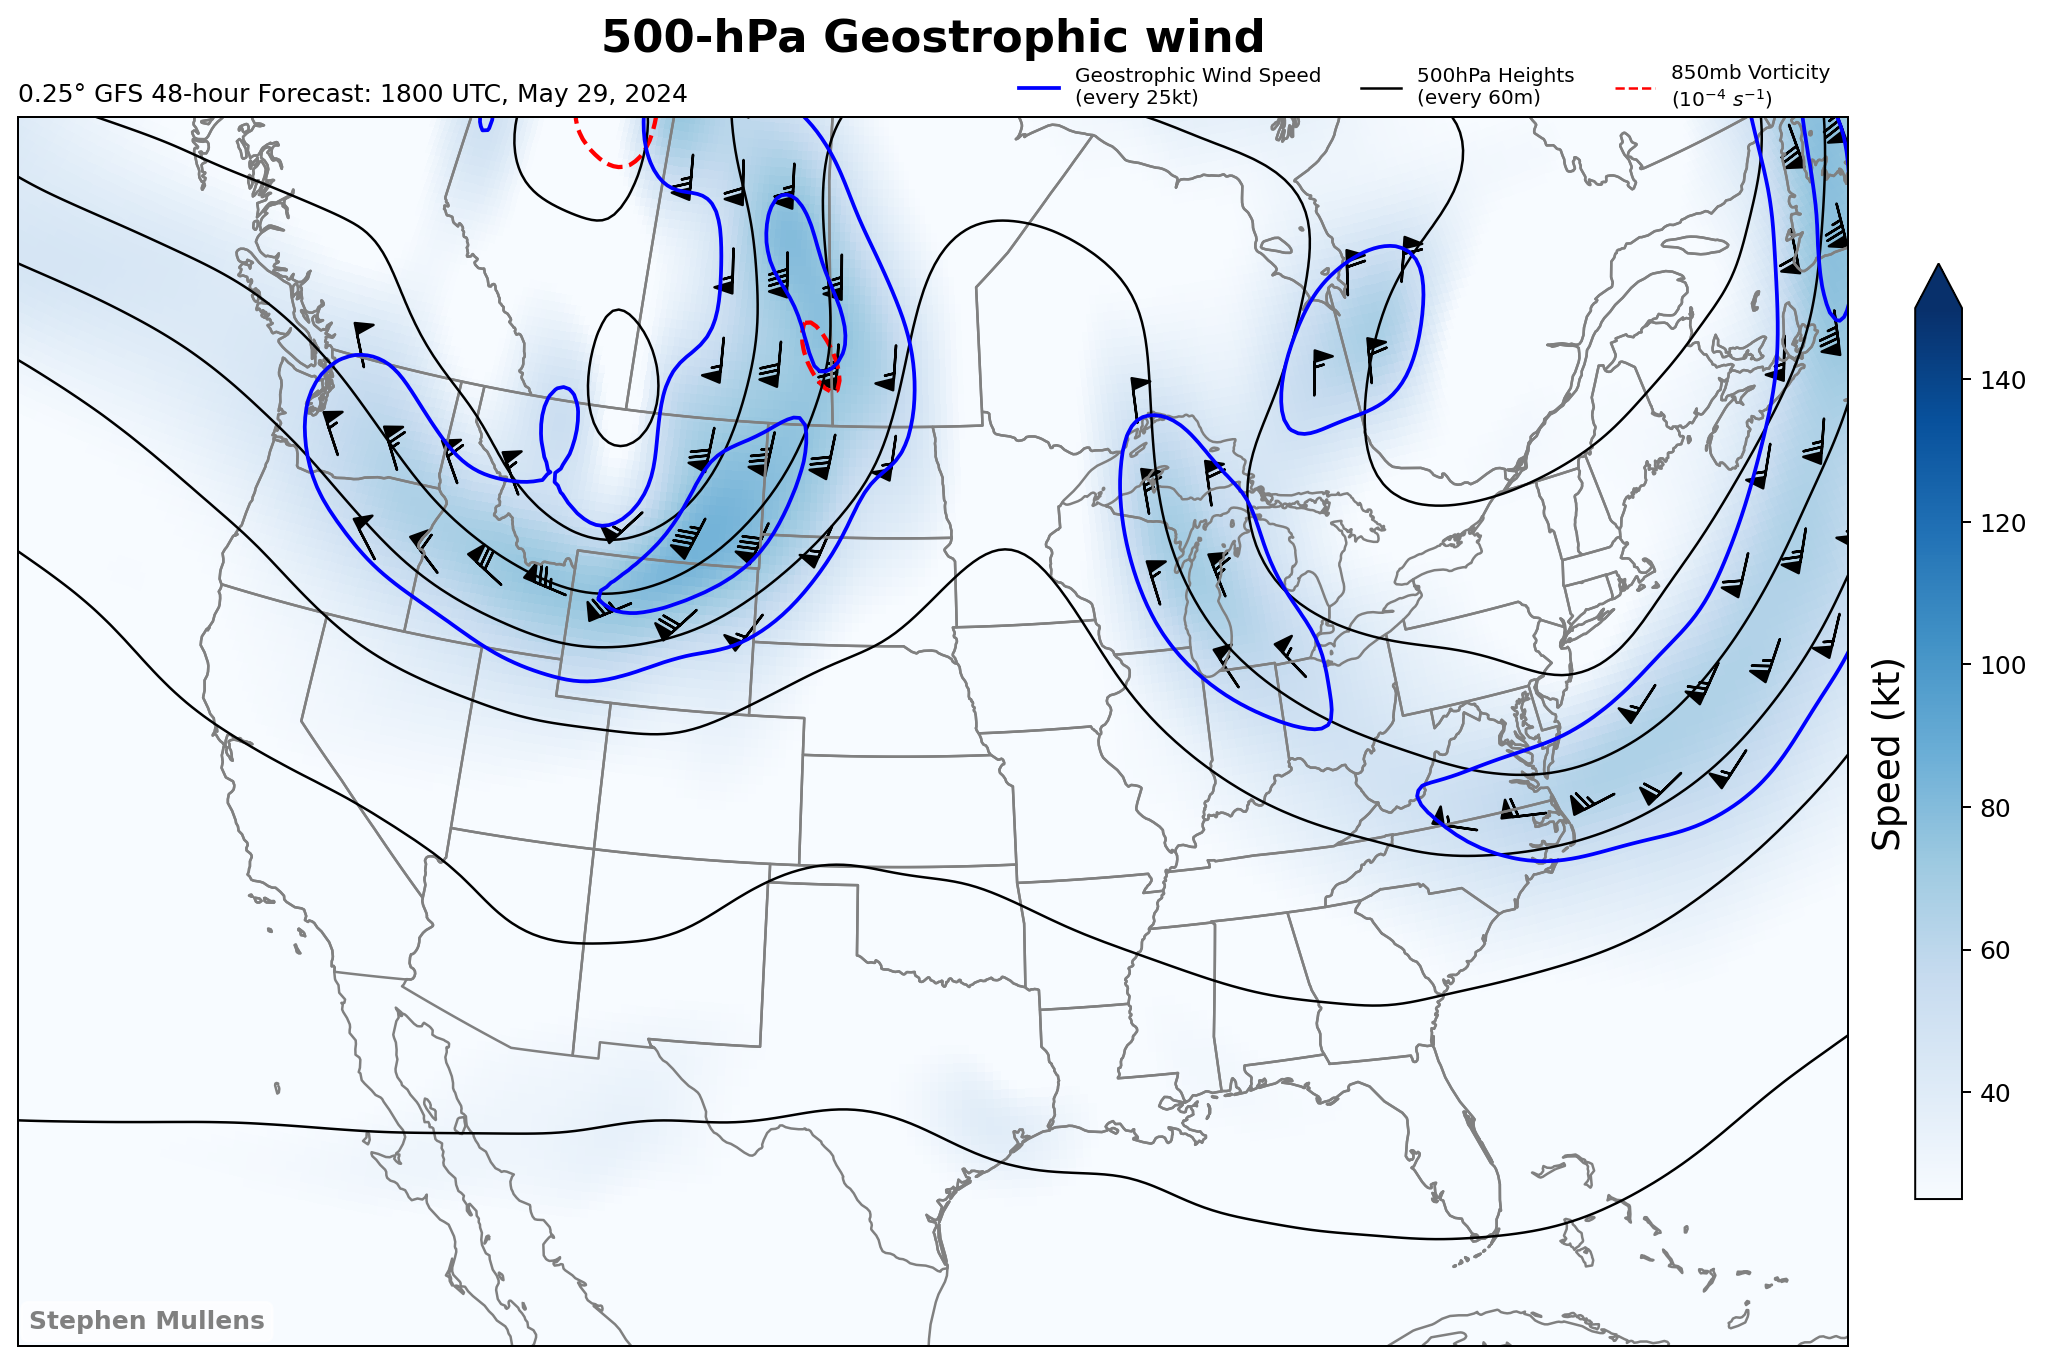 500-hPa Geostrophic wind
0.25° GFS 48-hour Forecast: 1800 UTC, May 29, 2024
Geostrophic Wind Speed
(every 25kt)
500hPa Heights
(every 60m)
850mb Vorticity
(10⁻⁴ s⁻¹)
140
120
100
80
60
40
Speed (kt)
Stephen Mullens